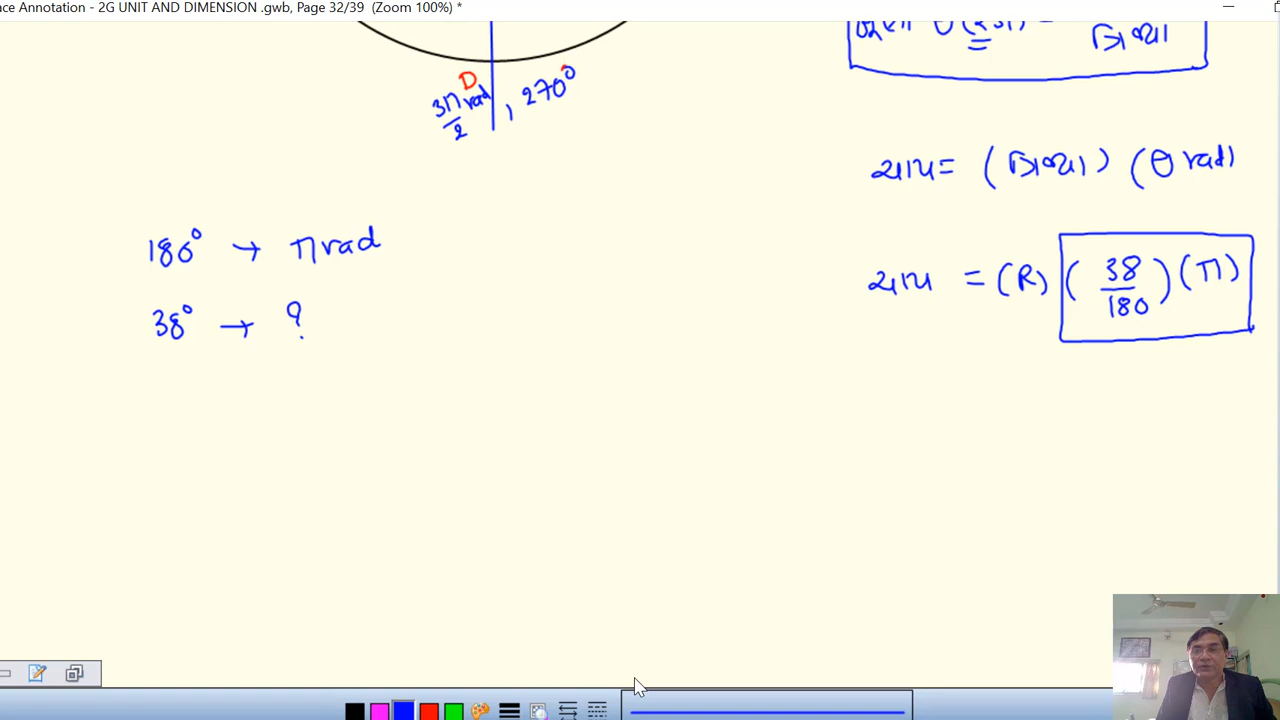 ace Annotation - 2G UNIT AND DIMENSION .gwb, Page 32/39 (Zoom 100%) *
ત્રિજ્યા
3π/2 rad , 270°
D
ચાપ = (ત્રિજ્યા) (θ rad)
180° → π rad
ચાપ = (R) (38/180) (π)
38° → ?